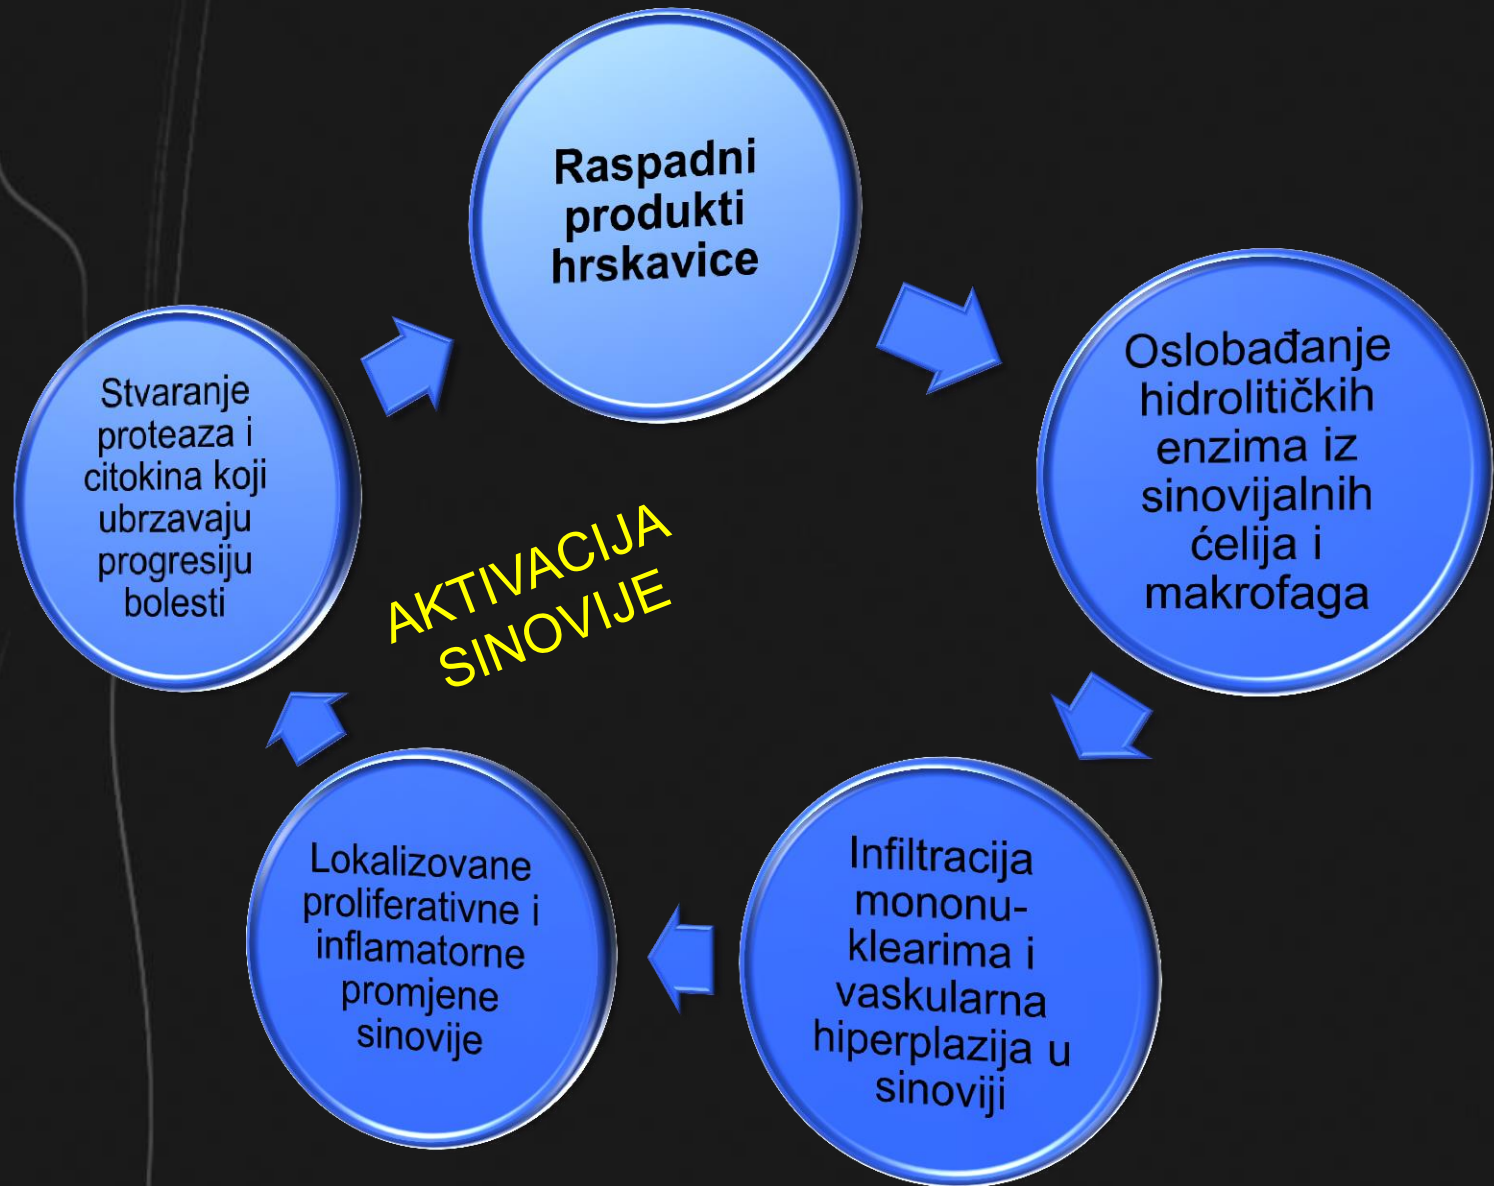 Raspadni
produkti
hrskavice
Oslobađanje
hidrolitičkih
enzima iz
sinovijalnih
ćelija i
makrofaga
Infiltracija
mononu-
klearima i
vaskularna
hiperplazija u
sinoviji
Lokalizovane
proliferativne i
inflamatorne
promjene
sinovije
Stvaranje
proteaza i
citokina koji
ubrzavaju
progresiju
bolesti
AKTIVACIJA
SINOVIJE